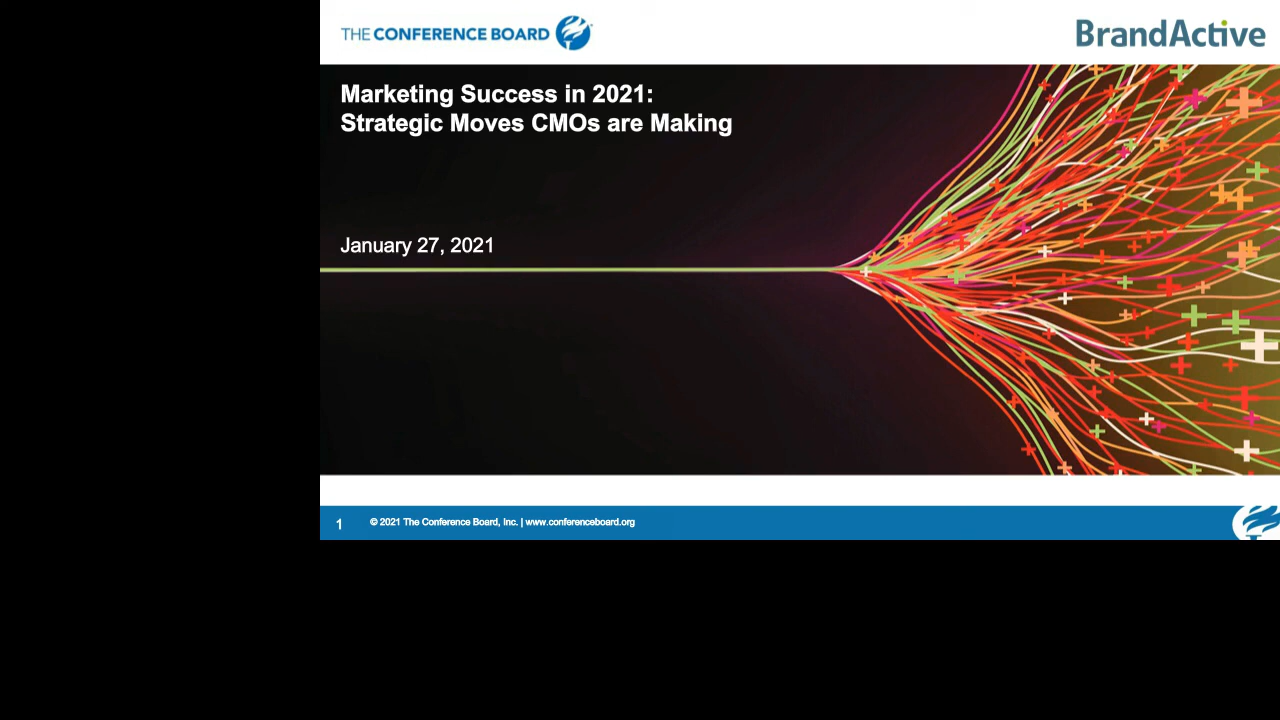 THE CONFERENCE BOARD
BrandActive
Marketing Success in 2021:
Strategic Moves CMOs are Making
January 27, 2021
1 © 2021 The Conference Board, Inc. | www.conferenceboard.org